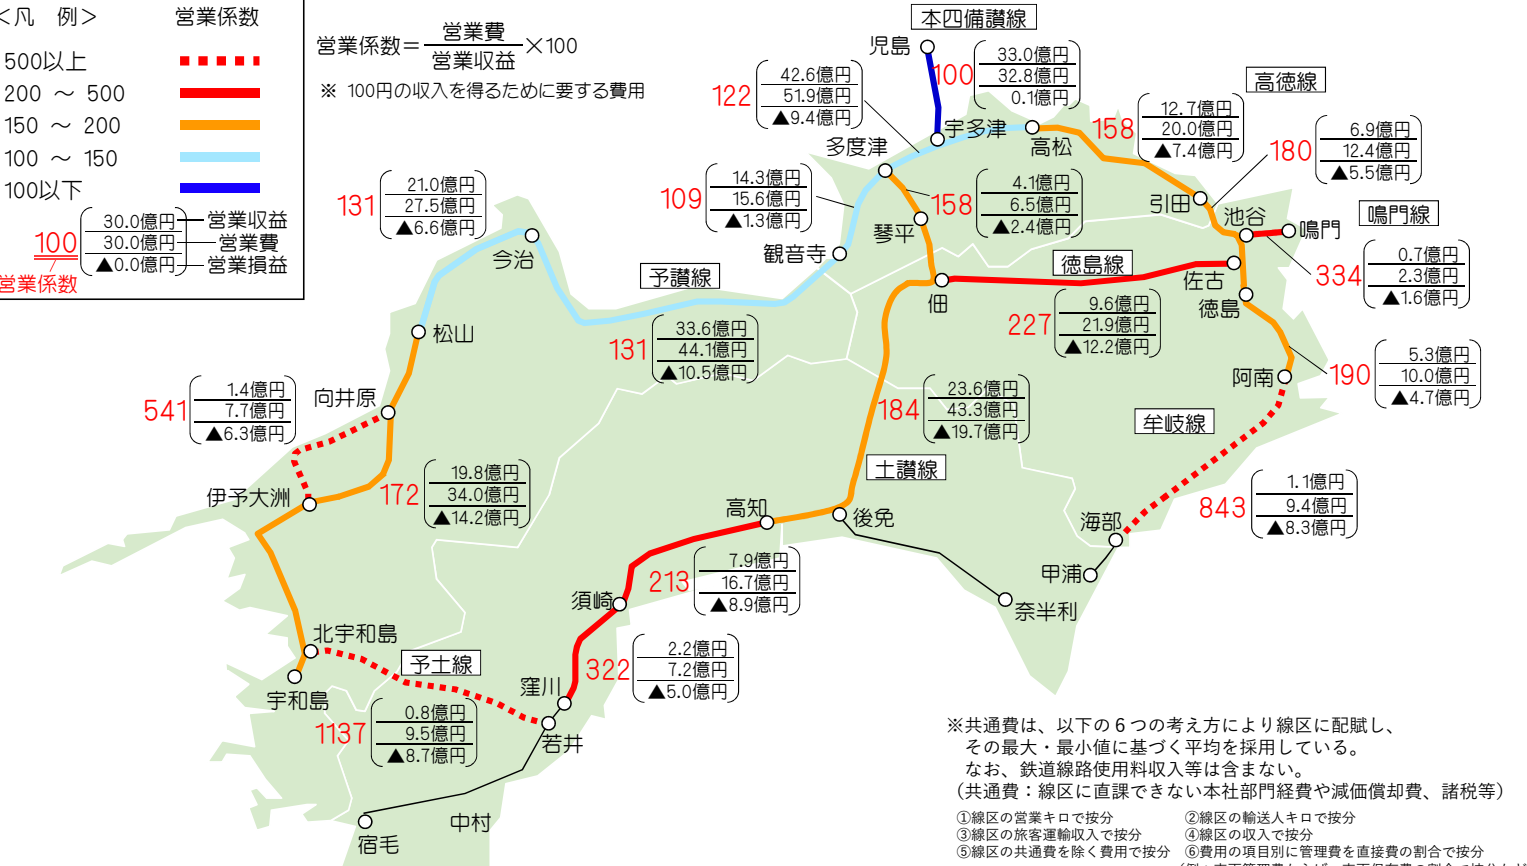 <凡　例>　営業係数
500以上
200 ～ 500
150 ～ 200
100 ～ 150
100以下
30.0億円 営業収益
100 30.0億円 営業費
▲0.0億円 営業損益
営業係数
営業係数=営業費/営業収益×100
※ 100円の収入を得るために要する費用
本四備讃線
児島
100
33.0億円
32.8億円
0.1億円
122
42.6億円
51.9億円
▲9.4億円
宇多津
多度津
高松
高徳線
158
12.7億円
20.0億円
▲7.4億円
180
6.9億円
12.4億円
▲5.5億円
引田
池谷
鳴門線
鳴門
334
0.7億円
2.3億円
▲1.6億円
109
14.3億円
15.6億円
▲1.3億円
158
4.1億円
6.5億円
▲2.4億円
琴平
観音寺
131
21.0億円
27.5億円
▲6.6億円
今治
予讃線
徳島線
佐古
徳島
佃
227
9.6億円
21.9億円
▲12.2億円
131
33.6億円
44.1億円
▲10.5億円
松山
190
5.3億円
10.0億円
▲4.7億円
阿南
牟岐線
541
1.4億円
7.7億円
▲6.3億円
向井原
184
23.6億円
43.3億円
▲19.7億円
土讃線
172
19.8億円
34.0億円
▲14.2億円
伊予大洲
高知
後免
843
1.1億円
9.4億円
▲8.3億円
海部
甲浦
奈半利
213
7.9億円
16.7億円
▲8.9億円
須崎
322
2.2億円
7.2億円
▲5.0億円
北宇和島
予土線
宇和島
窪川
若井
1137
0.8億円
9.5億円
▲8.7億円
中村
宿毛
※共通費は、以下の６つの考え方により線区に配賦し、
その最大・最小値に基づく平均を採用している。
なお、鉄道線路使用料収入等は含まない。
（共通費：線区に直課できない本社部門経費や減価償却費、諸税等）
①線区の営業キロで按分　②線区の輸送人キロで按分
③線区の旅客運輸収入で按分　④線区の収入で按分
⑤線区の共通費を除く費用で按分　⑥費用の項目別に管理費を直接費の割合で按分